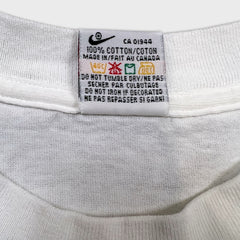 CA 01944
100% COTTON/COTON
MADE IN/FAIT AU CANADA
DO NOT TUMBLE DRY/NE PAS
SECHER PAR CULBUTAGE
DO NOT IRON IF DECORATED
/NE PAS REPASSER SI GARNI